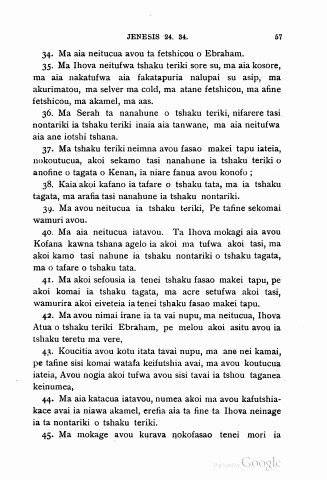 JENESIS 24. 34. 57
34. Ma aia neitucua avou ta fetshicou o Ebraham.
35. Ma Ihova neitufwa tshaku teriki sore su, ma aia kosore,
ma aia nakatufwa aia fakatapuria nalupai su asip, ma
akurimatou, ma selver ma cold, ma atane fetshicou, ma afine
fetshicou, ma akamel, ma aas.
36. Ma Serah ta nanahune o tshaku teriki, nifarere tasi
nontariki ia tshaku teriki inaia aia tanwane, ma aia neitufwa
aia ane iotshi tshana.
37. Ma tshaku teriki neimna avou fasao makei tapu iateia,
nokoutucua, akoi sekamo tasi nanahune ia tshaku teriki o
anofine o tagata o Kenan, ia niare fanua avou konofo ;
38. Kaia akoi kafano ia tafare o tshaku tata, ma ia tshaku
tagata, ma arafia tasi nanahune ia tshaku nontariki.
39. Ma avou neitucua ia tshaku teriki, Pe tafine sekomai
wamuri avou.
40. Ma aia neitucua iatavou. Ta Ihova mokagi aia avou
Kofana kawna tshana agelo ia akoi ma tufwa akoi tasi, ma
akoi kamo tasi nahune ia tshaku nontariki o tshaku tagata,
ma o tafare o tshaku tata.
41. Ma akoi sefousia ia tenei tshaku fasao makei tapu, pe
akoi komai ia tshaku tagata, ma acre setufwa akoi tasi,
wamurira akoi eiveteia ia tenei tshaku fasao makei tapu.
42. Ma avou nimai irane ia ta vai nupu, ma neitucua, Ihova
Atua o tshaku teriki Ebraham, pe melou akoi asitu avou ia
tshaku teretu ma vere,
43. Koucitia avou kotu itata tavai nupu, ma ane nei kamai,
pe tafine sisi komai watafa keifutshia avai, ma avou koutucua
iateia, Avou nogia akoi tufwa avou sisi tavai ia tshou taganea
keinumea,
44. Ma aia katacua iatavou, numea akoi ma avou kafutshia-
kace avai ia niawa akamel, erefia aia ta fine ta Ihova neinage
ia ta nontariki o tshaku teriki.
45. Ma mokage avou kurava nokofasao tenei mori ia
Digitized by Google